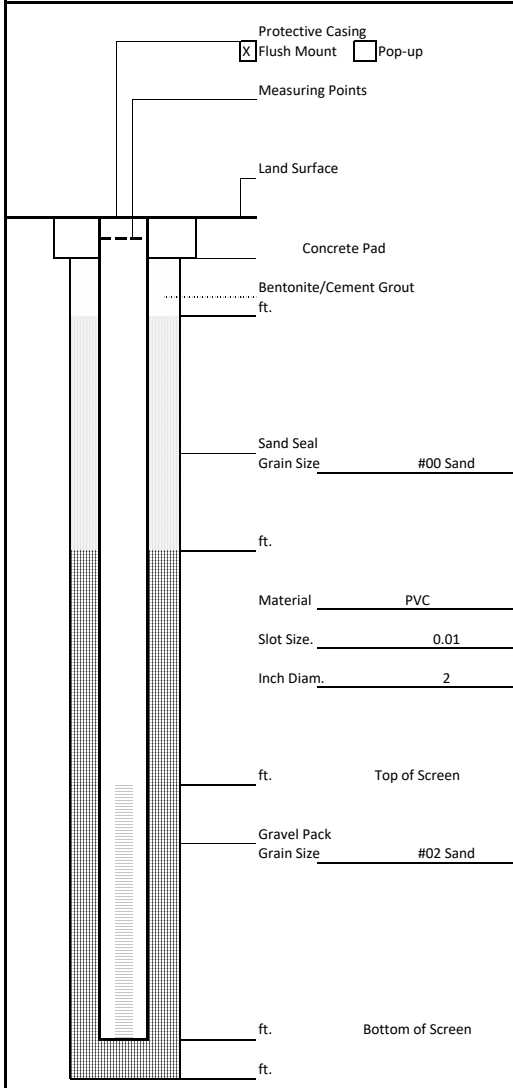 Protective Casing
X Flush Mount Pop-up
Measuring Points
Land Surface
Concrete Pad
Bentonite/Cement Grout
ft.
Sand Seal
Grain Size #00 Sand
ft.
Material PVC
Slot Size. 0.01
Inch Diam. 2
ft. Top of Screen
Gravel Pack
Grain Size #02 Sand
ft. Bottom of Screen
ft.